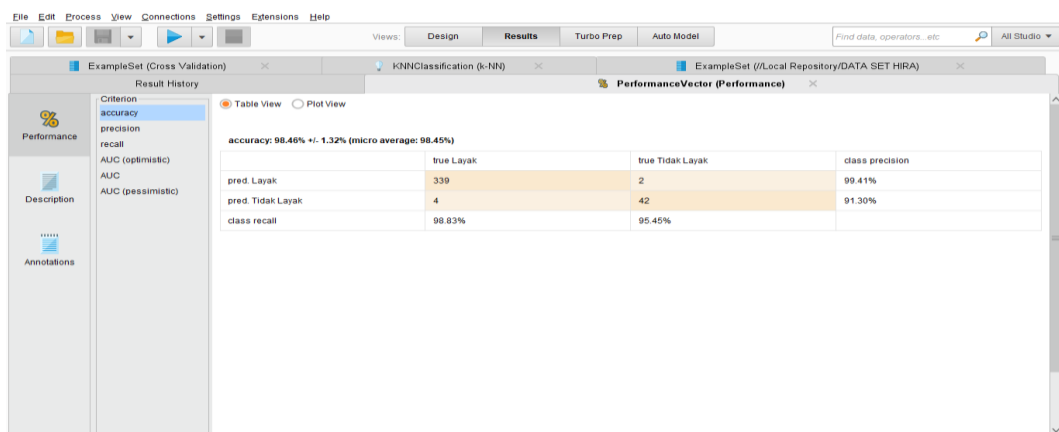 File Edit Process View Connections Settings Extensions Help
Views: Design Results Turbo Prep Auto Model Find data, operators...etc All Studio
ExampleSet (Cross Validation) KNNClassification (k-NN) ExampleSet (//Local Repository/DATA SET HIRA)
Result History % PerformanceVector (Performance)
Criterion
accuracy
precision
recall
AUC (optimistic)
AUC
AUC (pessimistic)
%
Performance
Description
Annotations
Table View Plot View
accuracy: 98.46% +/- 1.32% (micro average: 98.45%)
true Layak true Tidak Layak class precision
pred. Layak 339 2 99.41%
pred. Tidak Layak 4 42 91.30%
class recall 98.83% 95.45%